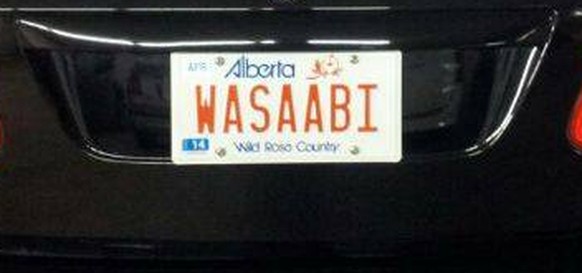 APR Alberta
WASAABI
14 Wild Rose Country